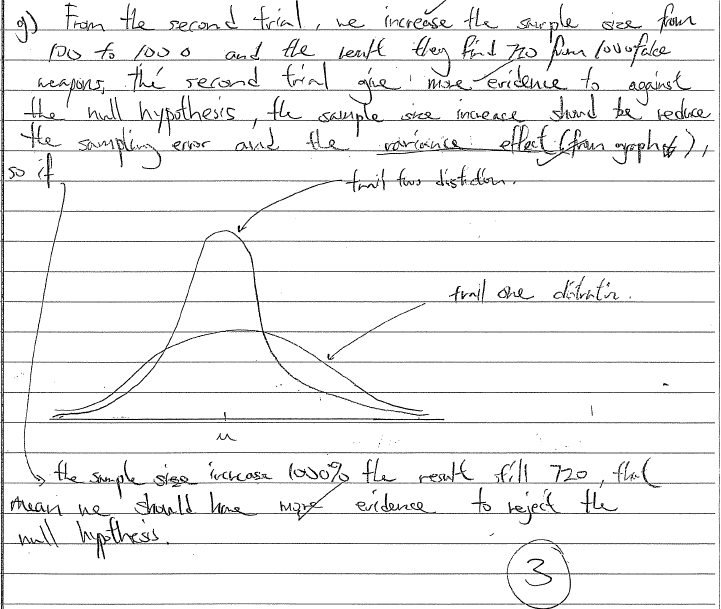 g) From the second trial, we increase the sample size from
100 to 1000 and the result they find 720 from 1000 fake
weapons, the second trial give more evidence to against
the null hypothesis, the sample size increase should be reduce
the sampling error and the variance effect (from graph),
so if
trail two distrbtion.
trail one distrbtin.
μ
the sample size increase 1000% the result still 720, that
mean we should have more evidence to reject the
null hypothesis.
3